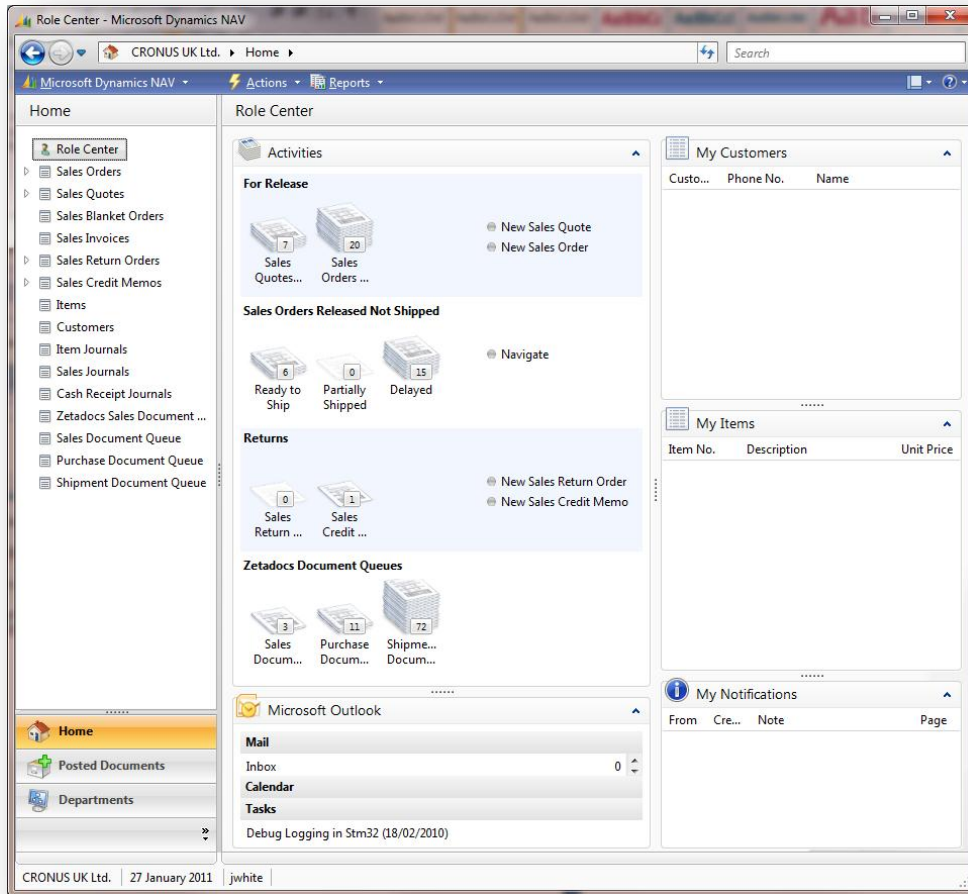 Role Center - Microsoft Dynamics NAV
CRONUS UK Ltd. Home
Search
Microsoft Dynamics NAV Actions Reports
Home
Role Center
Sales Orders
Sales Quotes
Sales Blanket Orders
Sales Invoices
Sales Return Orders
Sales Credit Memos
Items
Customers
Item Journals
Sales Journals
Cash Receipt Journals
Zetadocs Sales Document ...
Sales Document Queue
Purchase Document Queue
Shipment Document Queue
Home
Posted Documents
Departments
Role Center
Activities
For Release
7
Sales
Quotes...
20
Sales
Orders ...
New Sales Quote
New Sales Order
Sales Orders Released Not Shipped
6
Ready to
Ship
0
Partially
Shipped
15
Delayed
Navigate
Returns
0
Sales
Return ...
1
Sales
Credit ...
New Sales Return Order
New Sales Credit Memo
Zetadocs Document Queues
3
Sales
Docum...
11
Purchase
Docum...
72
Shipme...
Docum...
Microsoft Outlook
Mail
Inbox 0
Calendar
Tasks
Debug Logging in Stm32 (18/02/2010)
My Customers
Custo... Phone No. Name
My Items
Item No. Description Unit Price
My Notifications
From Cre... Note Page
CRONUS UK Ltd. 27 January 2011 jwhite